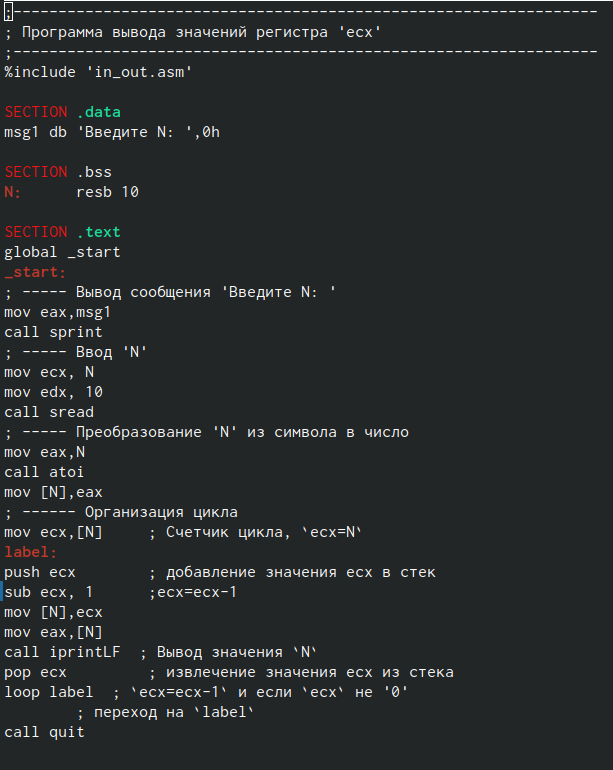 ;-----------------------------------------------------------------
; Программа вывода значений регистра 'ecx'
;-----------------------------------------------------------------
%include 'in_out.asm'
SECTION .data
msg1 db 'Введите N: ',0h
SECTION .bss
N:      resb 10
SECTION .text
global _start
_start:
; ----- Вывод сообщения 'Введите N: '
mov eax,msg1
call sprint
; ----- Ввод 'N'
mov ecx, N
mov edx, 10
call sread
; ----- Преобразование 'N' из символа в число
mov eax,N
call atoi
mov [N],eax
; ------ Организация цикла
mov ecx,[N]     ; Счетчик цикла, `ecx=N`
label:
push ecx        ; добавление значения ecx в стек
sub ecx, 1      ;ecx=ecx-1
mov [N],ecx
mov eax,[N]
call iprintLF  ; Вывод значения `N`
pop ecx         ; извлечение значения ecx из стека
loop label  ; `ecx=ecx-1` и если `ecx` не '0'
        ; переход на `label`
call quit